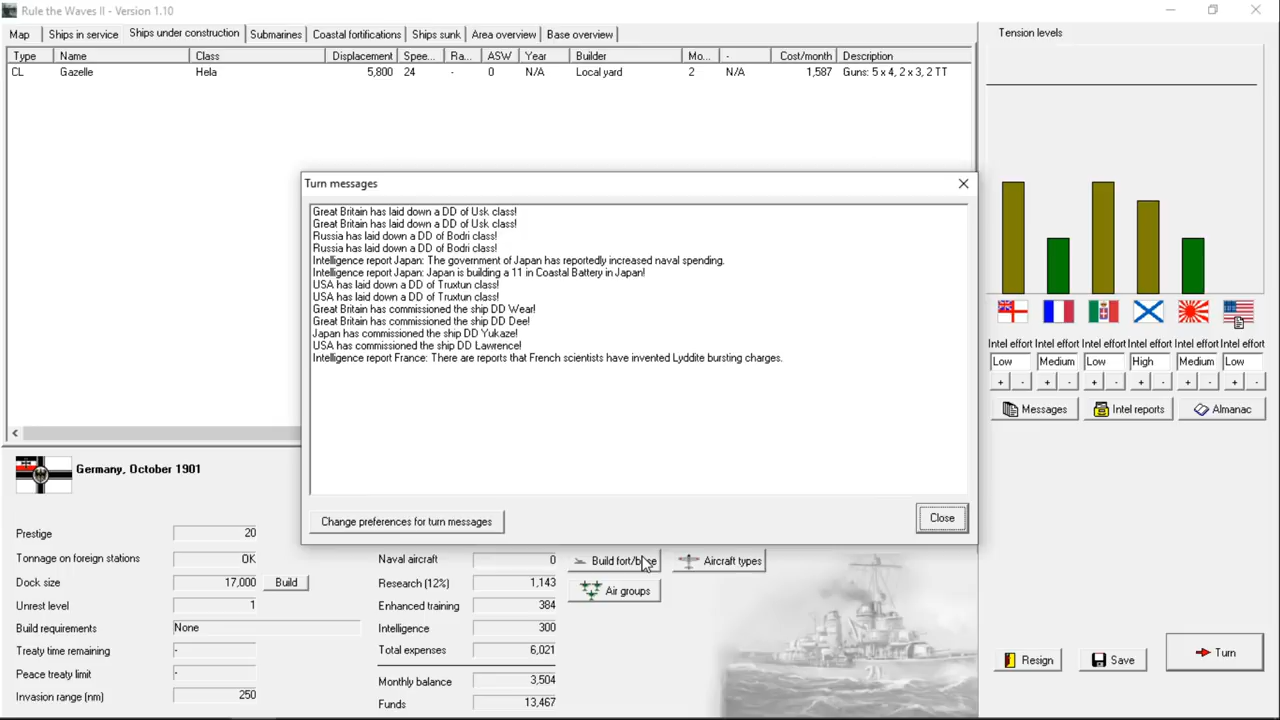 Rule the Waves II - Version 1.10
Map Ships in service Ships under construction Submarines Coastal fortifications Ships sunk Area overview Base overview
Type Name Class Displacement Spee... Ra... ASW Year Builder Mo... - Cost/month Description
CL Gazelle Hela 5,800 24 - 0 N/A Local yard 2 N/A 1,587 Guns: 5 x 4, 2 x 3, 2 TT
Tension levels
Turn messages
Great Britain has laid down a DD of Usk class!
Great Britain has laid down a DD of Usk class!
Russia has laid down a DD of Bodri class!
Russia has laid down a DD of Bodri class!
Intelligence report Japan: The government of Japan has reportedly increased naval spending.
Intelligence report Japan: Japan is building a 11 in Coastal Battery in Japan!
USA has laid down a DD of Truxtun class!
USA has laid down a DD of Truxtun class!
Great Britain has commissioned the ship DD Wear!
Great Britain has commissioned the ship DD Dee!
Japan has commissioned the ship DD Yukaze!
USA has commissioned the ship DD Lawrence!
Intelligence report France: There are reports that French scientists have invented Lyddite bursting charges.
Change preferences for turn messages Close
Intel effort Intel effort Intel effort Intel effort Intel effort Intel effort
Low Medium Low High Medium Low
+ - + - + - + - + - + -
Messages Intel reports Almanac
Germany, October 1901
Prestige 20
Tonnage on foreign stations OK
Dock size 17,000 Build
Unrest level 1
Build requirements None
Treaty time remaining -
Peace treaty limit -
Invasion range (nm) 250
Naval aircraft 0
Research (12%) 1,143
Enhanced training 384
Intelligence 300
Total expenses 6,021
Monthly balance 3,504
Funds 13,467
Build fort/base Aircraft types
Air groups
Resign Save Turn